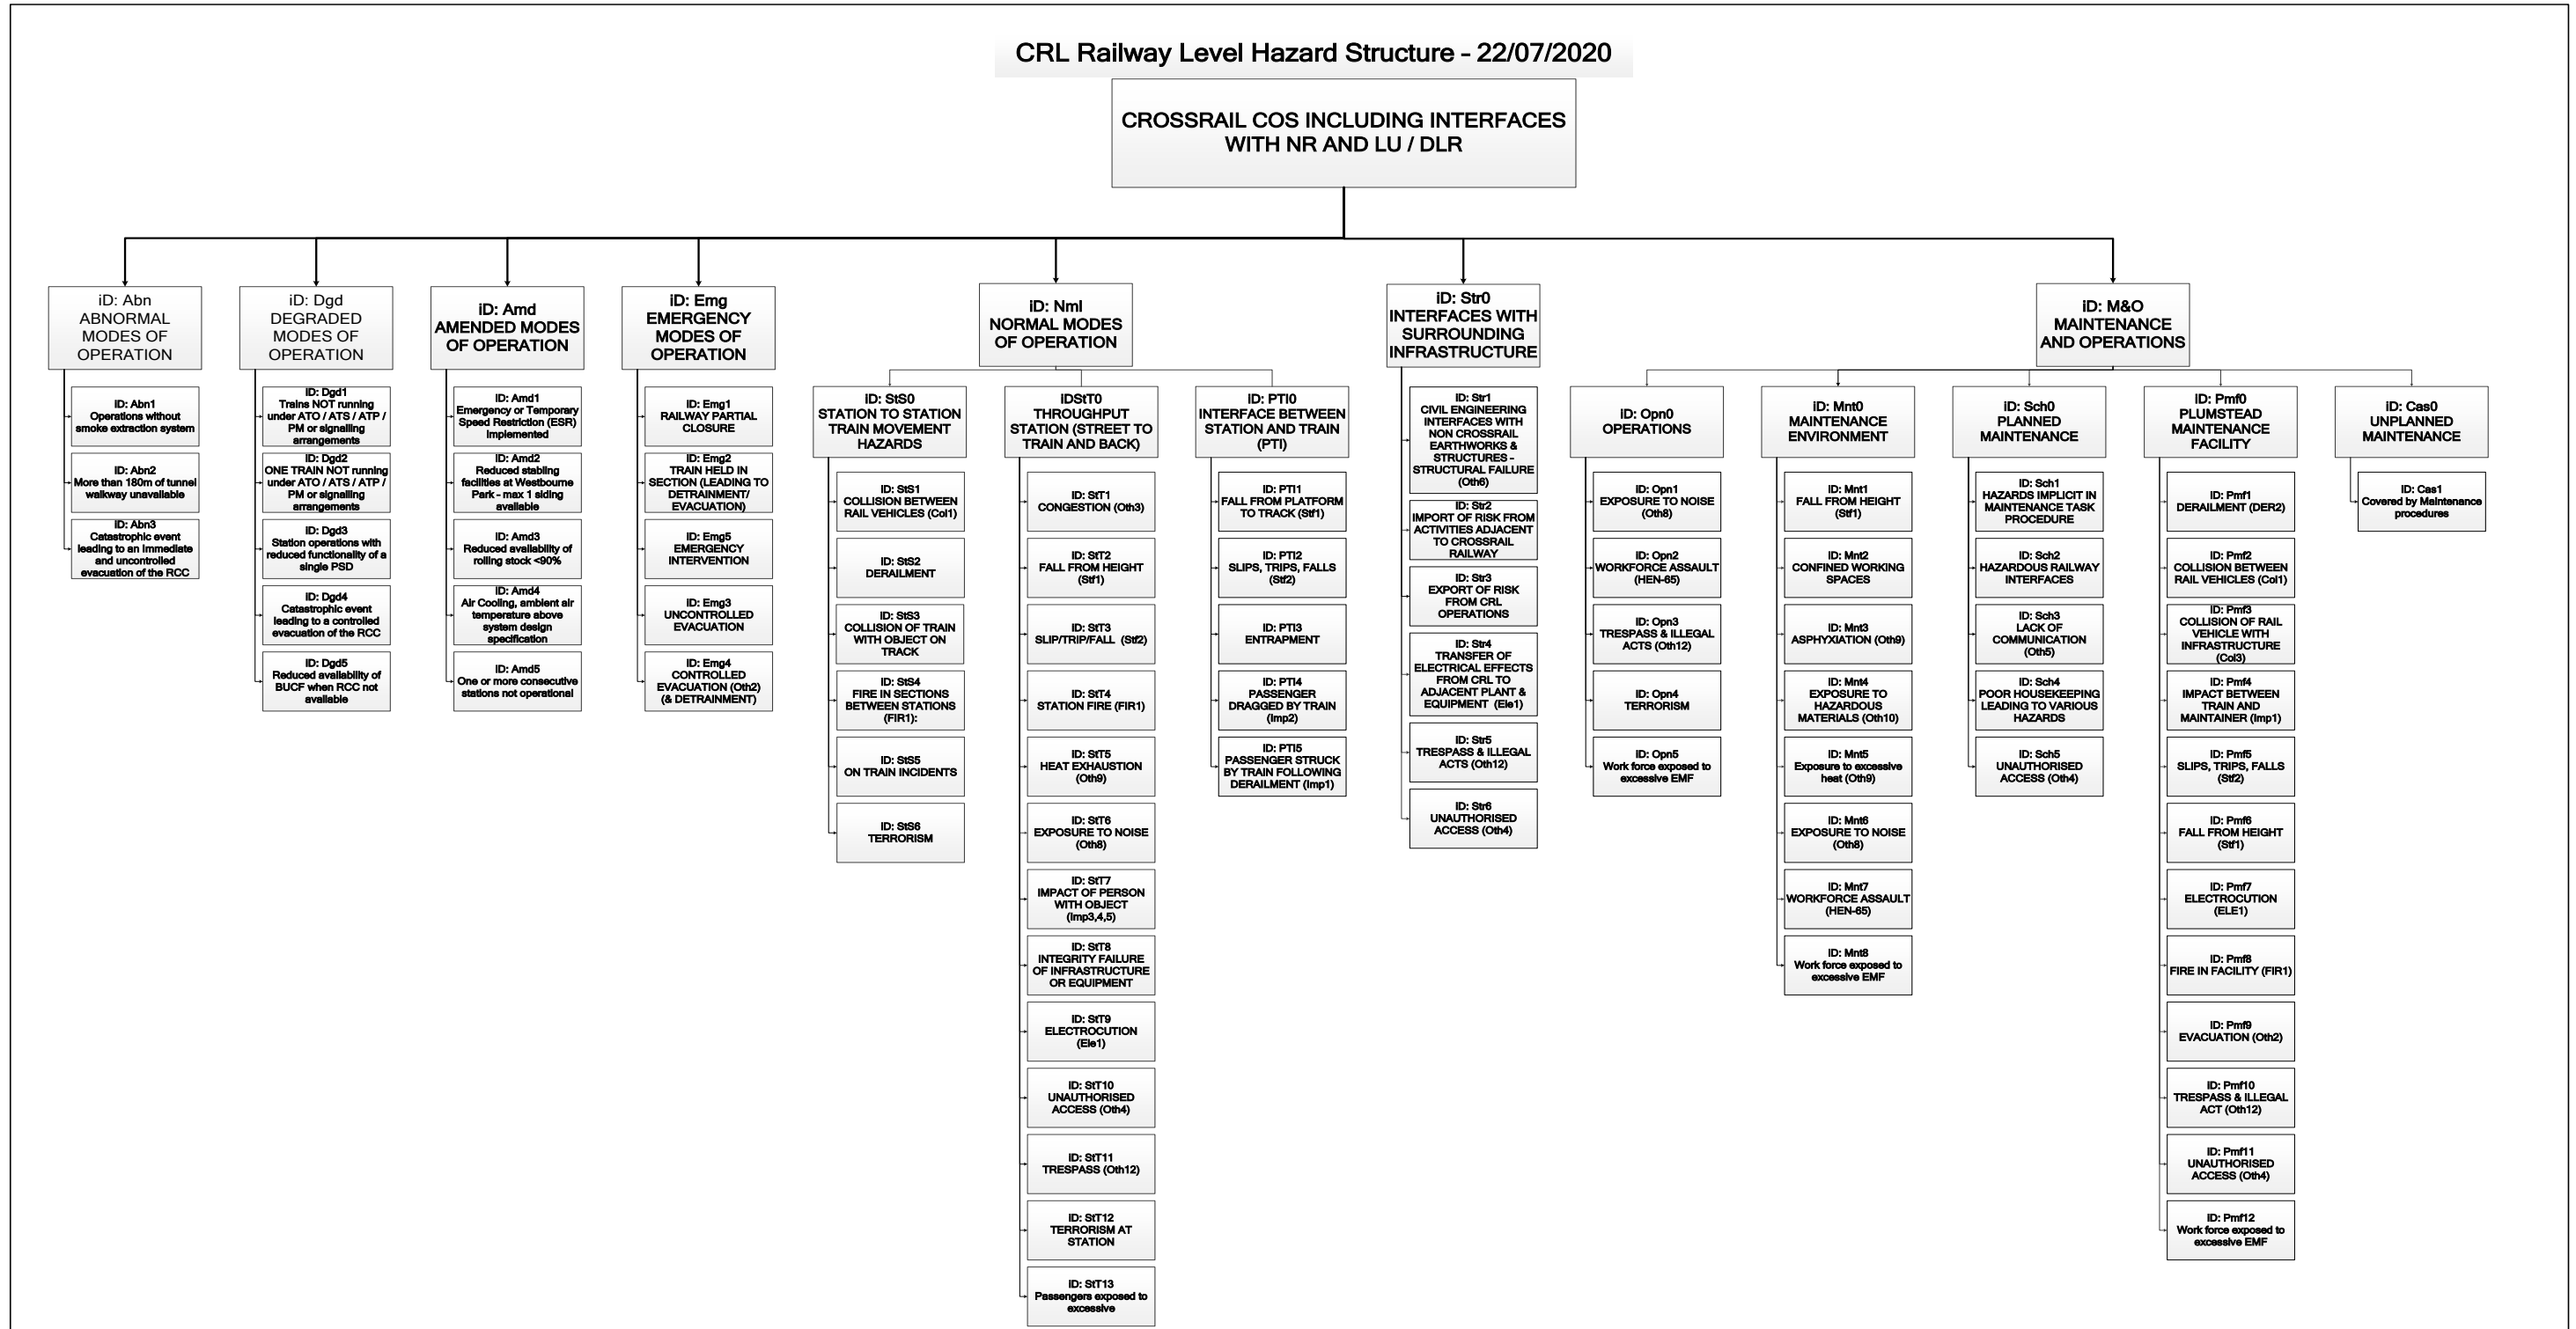 CRL Railway Level Hazard Structure - 22/07/2020
CROSSRAIL COS INCLUDING INTERFACES
WITH NR AND LU / DLR
iD: Abn
ABNORMAL
MODES OF
OPERATION
iD: Abn1
Operations without
smoke extraction system
iD: Abn2
More than 180m of tunnel
walkway unavailable
iD: Abn3
Catastrophic event
leading to an immediate
and uncontrolled
evacuation of the RCC
iD: Dgd
DEGRADED
MODES OF
OPERATION
iD: Dgd1
Trains NOT running
under ATO / ATS / ATP /
PM or signalling
arrangements
iD: Dgd2
ONE TRAIN NOT running
under ATO / ATS / ATP /
PM or signalling
arrangements
iD: Dgd3
Station operations with
reduced functionality of a
single PSD
iD: Dgd4
Catastrophic event
leading to a controlled
evacuation of the RCC
iD: Dgd5
Reduced availability of
BUCF when RCC not
available
iD: Amd
AMENDED MODES
OF OPERATION
iD: Amd1
Emergency or Temporary
Speed Restriction (ESR)
implemented
iD: Amd2
Reduced stabling
facilities at Westbourne
Park - max 1 siding
available
iD: Amd3
Reduced availability of
rolling stock <90%
iD: Amd4
Air Cooling, ambient air
temperature above
system design
specification
iD: Amd5
One or more consecutive
stations not operational
iD: Emg
EMERGENCY
MODES OF
OPERATION
iD: Emg1
RAILWAY PARTIAL
CLOSURE
iD: Emg2
TRAIN HELD IN
SECTION (LEADING TO
DETRAINMENT/
EVACUATION)
iD: Emg5
EMERGENCY
INTERVENTION
iD: Emg3
UNCONTROLLED
EVACUATION
iD: Emg4
CONTROLLED
EVACUATION (Oth2)
(& DETRAINMENT)
iD: Nml
NORMAL MODES
OF OPERATION
iD: StS0
STATION TO STATION
TRAIN MOVEMENT
HAZARDS
iD: StS1
COLLISION BETWEEN
RAIL VEHICLES (Col1)
iD: StS2
DERAILMENT
iD: StS3
COLLISION OF TRAIN
WITH OBJECT ON
TRACK
iD: StS4
FIRE IN SECTIONS
BETWEEN STATIONS
(FIR1):
iD: StS5
ON TRAIN INCIDENTS
iD: StS6
TERRORISM
iDStT0
THROUGHPUT
STATION (STREET TO
TRAIN AND BACK)
iD: StT1
CONGESTION (Oth3)
iD: StT2
FALL FROM HEIGHT
(Stf1)
iD: StT3
SLIP/TRIP/FALL (Stf2)
iD: StT4
STATION FIRE (FIR1)
iD: StT5
HEAT EXHAUSTION
(Oth9)
iD: StT6
EXPOSURE TO NOISE
(Oth8)
iD: StT7
IMPACT OF PERSON
WITH OBJECT
(Imp3,4,5)
iD: StT8
INTEGRITY FAILURE
OF INFRASTRUCTURE
OR EQUIPMENT
iD: StT9
ELECTROCUTION
(Ele1)
iD: StT10
UNAUTHORISED
ACCESS (Oth4)
iD: StT11
TRESPASS (Oth12)
iD: StT12
TERRORISM AT
STATION
iD: StT13
Passengers exposed to
excessive
iD: PTI0
INTERFACE BETWEEN
STATION AND TRAIN
(PTI)
iD: PTI1
FALL FROM PLATFORM
TO TRACK (Stf1)
iD: PTI2
SLIPS, TRIPS, FALLS
(Stf2)
iD: PTI3
ENTRAPMENT
iD: PTI4
PASSENGER
DRAGGED BY TRAIN
(Imp2)
iD: PTI5
PASSENGER STRUCK
BY TRAIN FOLLOWING
DERAILMENT (Imp1)
iD: Str0
INTERFACES WITH
SURROUNDING
INFRASTRUCTURE
iD: Str1
CIVIL ENGINEERING
INTERFACES WITH
NON CROSSRAIL
EARTHWORKS &
STRUCTURES -
STRUCTURAL FAILURE
(Oth6)
iD: Str2
IMPORT OF RISK FROM
ACTIVITIES ADJACENT
TO CROSSRAIL
RAILWAY
iD: Str3
EXPORT OF RISK
FROM CRL
OPERATIONS
iD: Str4
TRANSFER OF
ELECTRICAL EFFECTS
FROM CRL TO
ADJACENT PLANT &
EQUIPMENT (Ele1)
iD: Str5
TRESPASS & ILLEGAL
ACTS (Oth12)
iD: Str6
UNAUTHORISED
ACCESS (Oth4)
iD: M&O
MAINTENANCE
AND OPERATIONS
iD: Opn0
OPERATIONS
iD: Opn1
EXPOSURE TO NOISE
(Oth8)
iD: Opn2
WORKFORCE ASSAULT
(HEN-65)
iD: Opn3
TRESPASS & ILLEGAL
ACTS (Oth12)
iD: Opn4
TERRORISM
iD: Opn5
Work force exposed to
excessive EMF
iD: Mnt0
MAINTENANCE
ENVIRONMENT
iD: Mnt1
FALL FROM HEIGHT
(Stf1)
iD: Mnt2
CONFINED WORKING
SPACES
iD: Mnt3
ASPHYXIATION (Oth9)
iD: Mnt4
EXPOSURE TO
HAZARDOUS
MATERIALS (Oth10)
iD: Mnt5
Exposure to excessive
heat (Oth9)
iD: Mnt6
EXPOSURE TO NOISE
(Oth8)
iD: Mnt7
WORKFORCE ASSAULT
(HEN-65)
iD: Mnt8
Work force exposed to
excessive EMF
iD: Sch0
PLANNED
MAINTENANCE
iD: Sch1
HAZARDS IMPLICIT IN
MAINTENANCE TASK
PROCEDURE
iD: Sch2
HAZARDOUS RAILWAY
INTERFACES
iD: Sch3
LACK OF
COMMUNICATION
(Oth5)
iD: Sch4
POOR HOUSEKEEPING
LEADING TO VARIOUS
HAZARDS
iD: Sch5
UNAUTHORISED
ACCESS (Oth4)
iD: Pmf0
PLUMSTEAD
MAINTENANCE
FACILITY
iD: Pmf1
DERAILMENT (DER2)
iD: Pmf2
COLLISION BETWEEN
RAIL VEHICLES (Col1)
iD: Pmf3
COLLISION OF RAIL
VEHICLE WITH
INFRASTRUCTURE
(Col3)
iD: Pmf4
IMPACT BETWEEN
TRAIN AND
MAINTAINER (Imp1)
iD: Pmf5
SLIPS, TRIPS, FALLS
(Stf2)
iD: Pmf6
FALL FROM HEIGHT
(Stf1)
iD: Pmf7
ELECTROCUTION
(ELE1)
iD: Pmf8
FIRE IN FACILITY (FIR1)
iD: Pmf9
EVACUATION (Oth2)
iD: Pmf10
TRESPASS & ILLEGAL
ACT (Oth12)
iD: Pmf11
UNAUTHORISED
ACCESS (Oth4)
iD: Pmf12
Work force exposed to
excessive EMF
iD: Cas0
UNPLANNED
MAINTENANCE
iD: Cas1
Covered by Maintenance
procedures